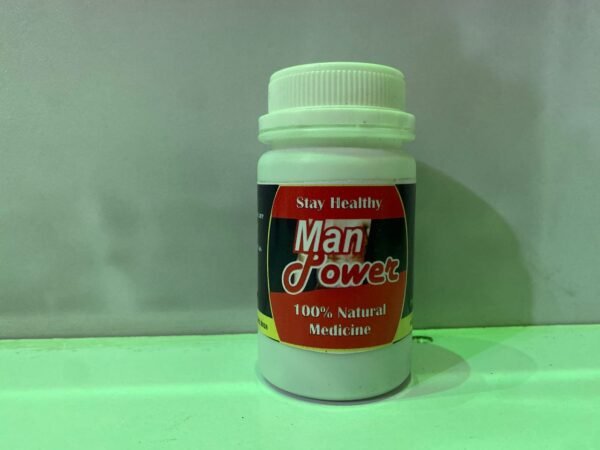 Stay Healthy
Man
Power
100% Natural
Medicine